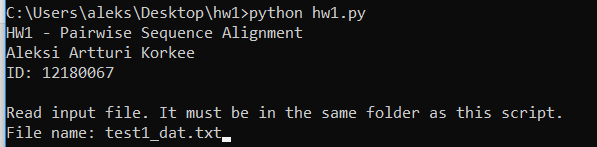 C:\Users\aleks\Desktop\hw1>python hw1.py
HW1 - Pairwise Sequence Alignment
Aleksi Artturi Korkee
ID: 12180067
Read input file. It must be in the same folder as this script.
File name: test1_dat.txt